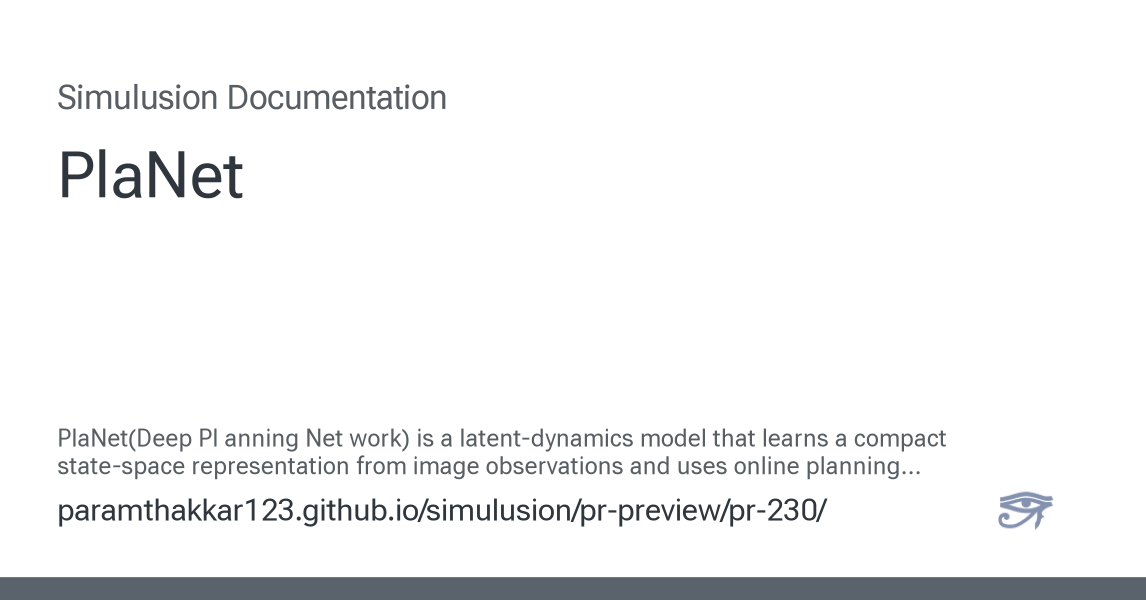 Simulusion Documentation
PlaNet
PlaNet(Deep Pl anning Net work) is a latent-dynamics model that learns a compact
state-space representation from image observations and uses online planning...
paramthakkar123.github.io/simulusion/pr-preview/pr-230/